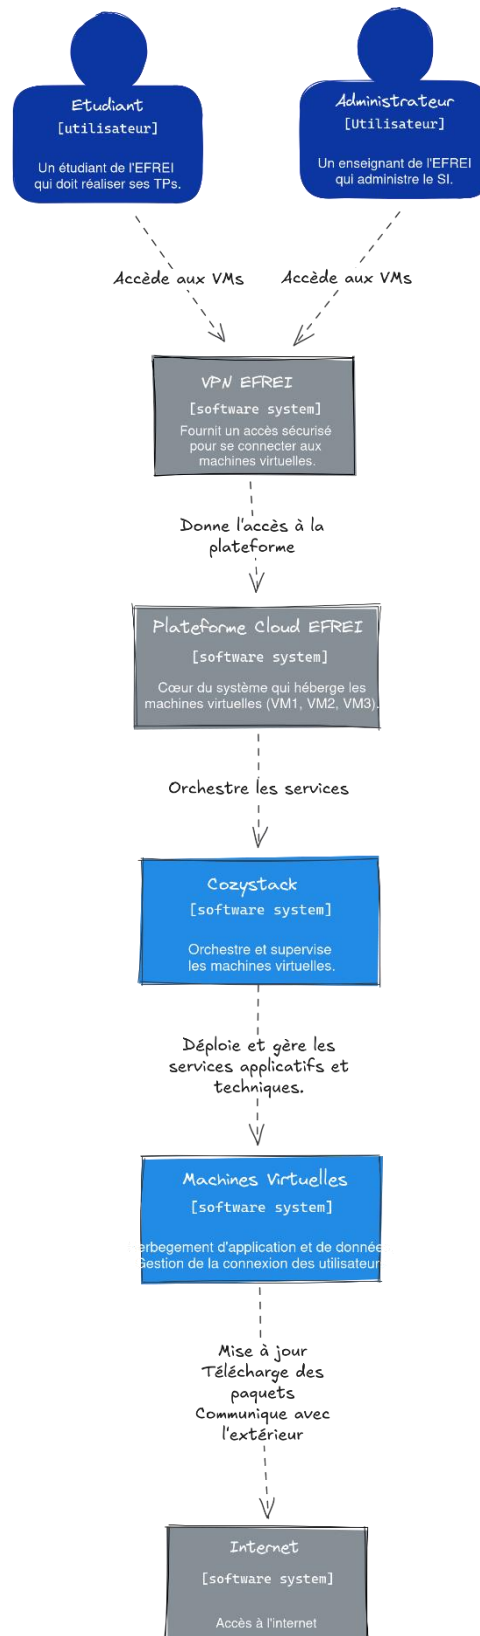 Etudiant
[utilisateur]
Un étudiant de l'EFREI
qui doit réaliser ses TPs.
Administrateur
[Utilisateur]
Un enseignant de l'EFREI
qui administre le SI.
Accède aux VMs
Accède aux VMs
VPN EFREI
[software system]
Fournit un accès sécurisé
pour se connecter aux
machines virtuelles.
Donne l'accès à la
plateforme
Plateforme Cloud EFREI
[software system]
Cœur du système qui héberge les
machines virtuelles (VM1, VM2, VM3).
Orchestre les services
Cozystack
[software system]
Orchestre et supervise
les machines virtuelles.
Déploie et gère les
services applicatifs et
techniques.
Machines Virtuelles
[software system]
erbegement d'application et de donnée
Gestion de la connexion des utilisateur
Mise à jour
Télécharge des
paquets
Communique avec
l'extérieur
Internet
[software system]
Accès à l'internet